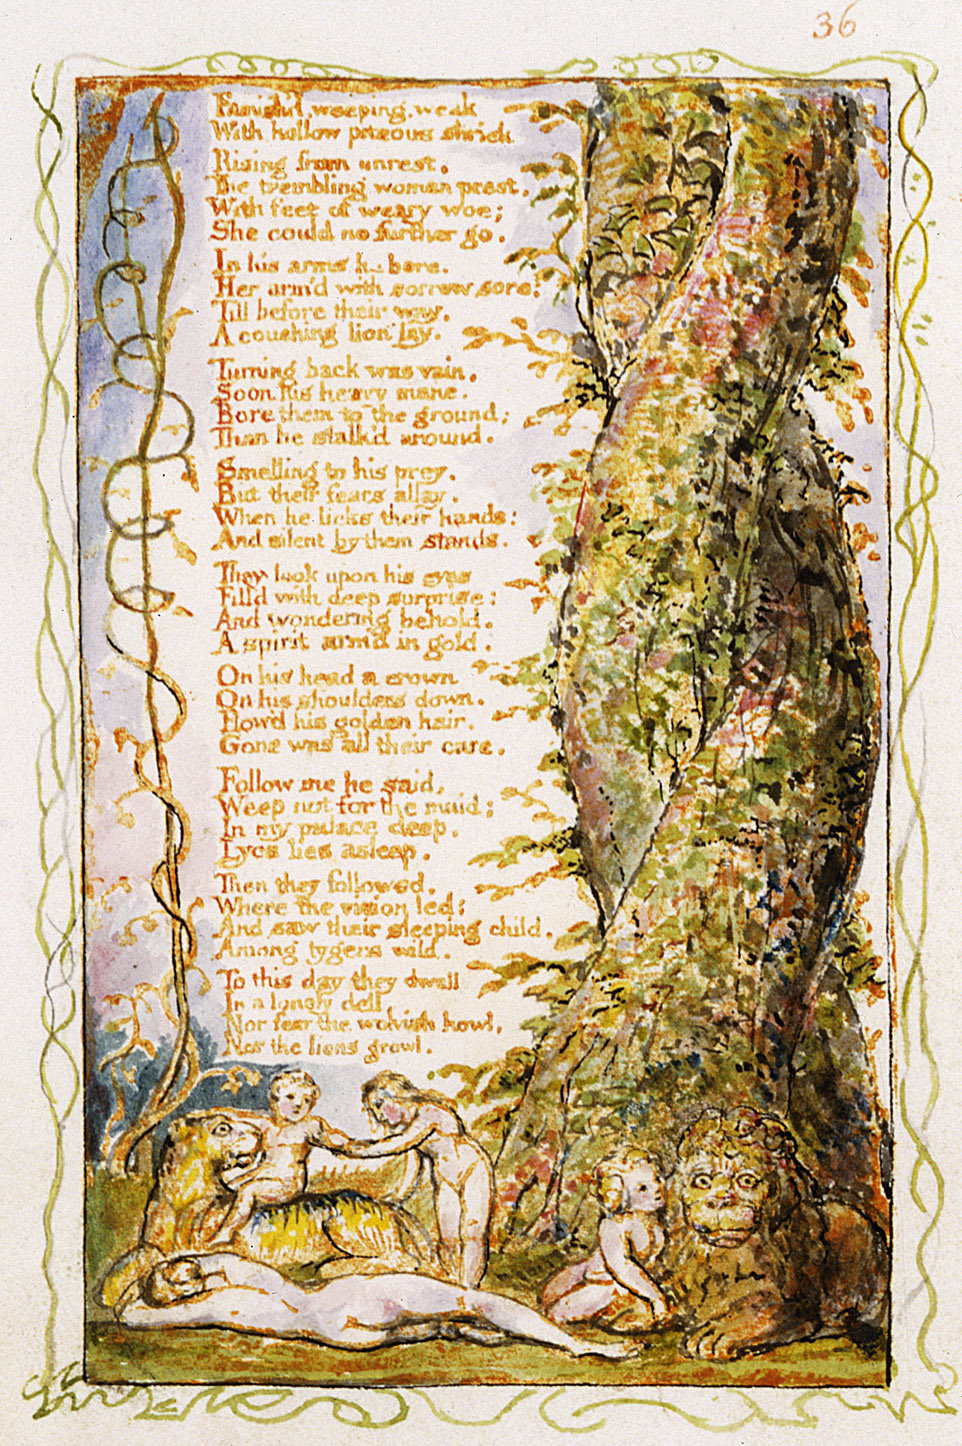 36
Famish'd, weeping, weak
With hollow piteous shriek
Rising from unrest,
The trembling woman prest,
With feet of weary woe;
She could no further go.
In his arms he bore.
Her arm'd with sorrow sore:
Till before their way,
A couching lion lay.
Turning back was vain,
Soon his heavy mane.
Bore them to the ground;
Then he stalk'd around.
Smelling to his prey.
But their fears allay.
When he licks their hands:
And silent by them stands.
They look upon his eyes
Fill'd with deep surprise:
And wondering behold.
A spirit arm'd in gold.
On his head a crown
On his shoulders down,
Flow'd his golden hair.
Gone was all their care.
Follow me he said,
Weep not for the maid;
In my palace deep,
Lyca lies asleep.
Then they followed,
Where the vision led:
And saw their sleeping child,
Among tygers wild.
To this day they dwell
In a lonely dell
Nor fear the wolvish howl,
Nor the lions growl.